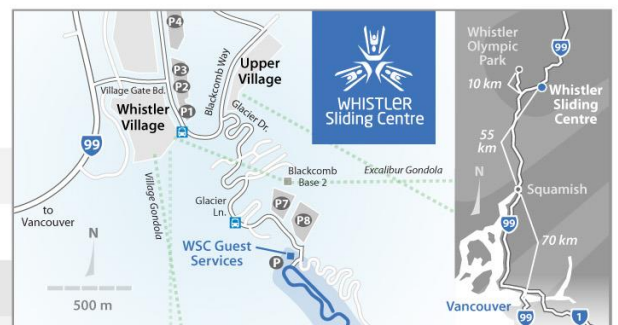 P4
P3
P2
P1
Village Gate Bd.
Whistler
Village
Blackcomb Way
Upper
Village
Glacier Dr.
99
to
Vancouver
N
500 m
Village Gondola
Blackcomb
Base 2
Excalibur Gondola
Glacier
Ln.
P7
P8
WSC Guest
Services
P
WHISTLER
Sliding Centre
Whistler
Olympic
Park
99
10 km
Whistler
Sliding
Centre
55
km
N
Squamish
99
70 km
Vancouver
99
1